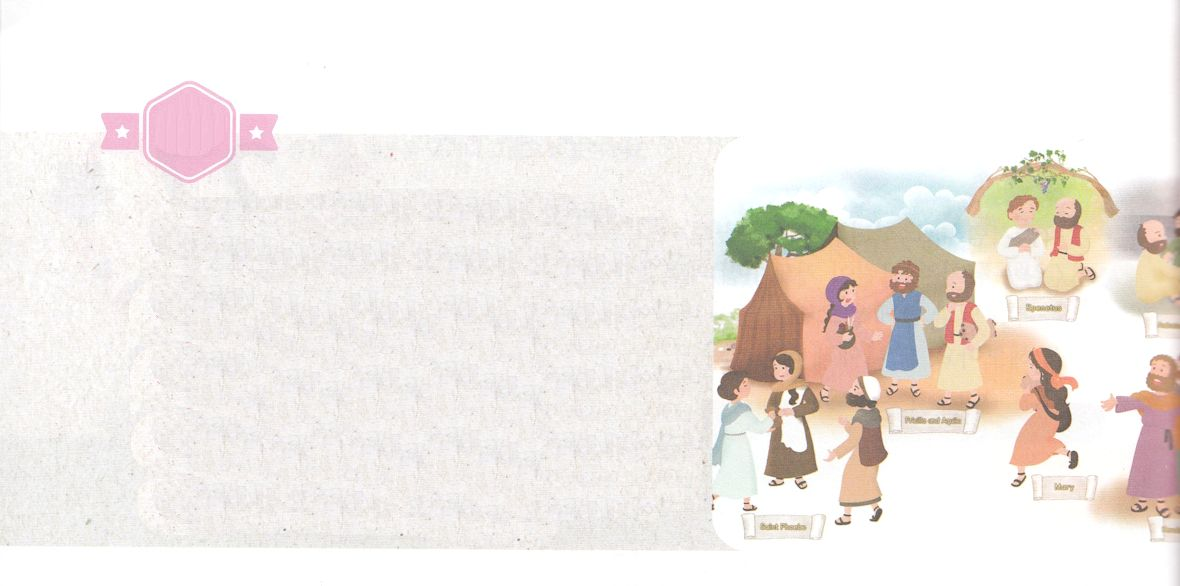 Epenetus
Priscilla and Aquila
Mary
Saint Phoebe